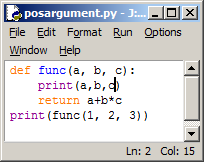 posargument.py - J:...
File Edit Format Run Options
Window Help
def func(a, b, c):
    print(a,b,c)
    return a+b*c
print(func(1, 2, 3))
Ln: 2 Col: 15